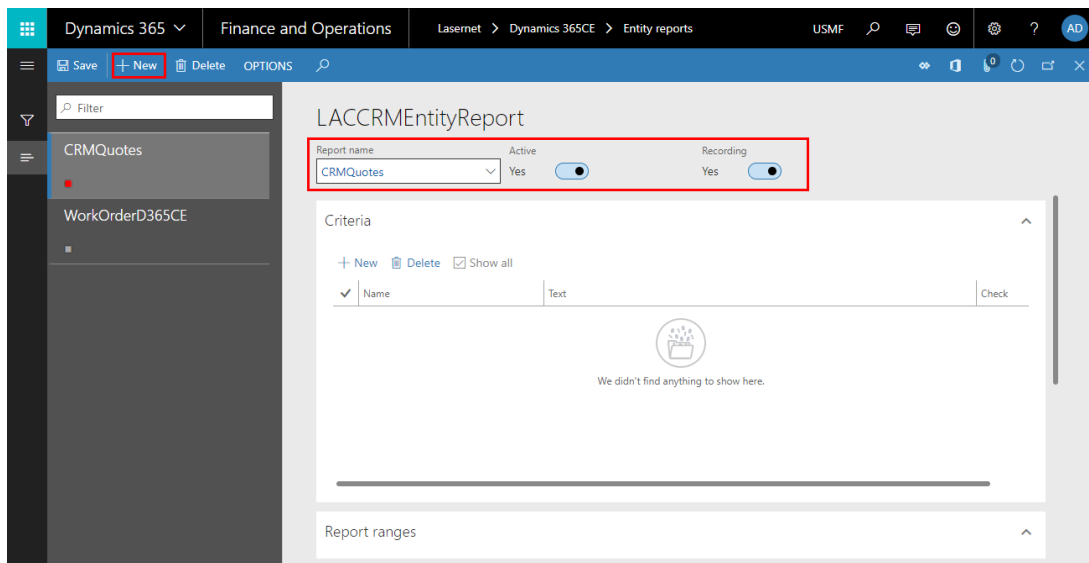 Dynamics 365 Finance and Operations Lasernet > Dynamics 365CE > Entity reports USMF ? AD
Save + New Delete OPTIONS 0
Filter
CRMQuotes
WorkOrderD365CE
LACCRMEntityReport
Report name Active Recording
CRMQuotes Yes Yes
Criteria
+ New Delete Show all
Name Text Check
We didn't find anything to show here.
Report ranges